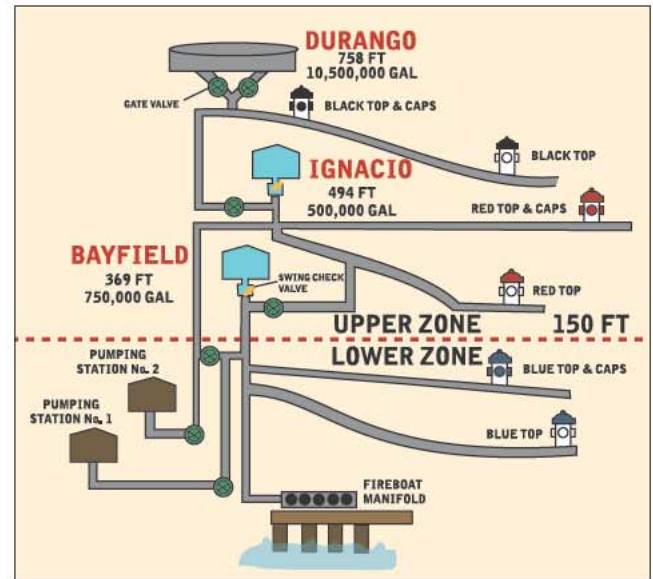 DURANGO
758 FT
10,500,000 GAL
GATE VALVE
BLACK TOP & CAPS
BLACK TOP
IGNACIO
494 FT
500,000 GAL
RED TOP & CAPS
BAYFIELD
369 FT
750,000 GAL
SWING CHECK
VALVE
RED TOP
UPPER ZONE 150 FT
LOWER ZONE
PUMPING
STATION No. 2
BLUE TOP & CAPS
PUMPING
STATION No. 1
BLUE TOP
FIREBOAT
MANIFOLD